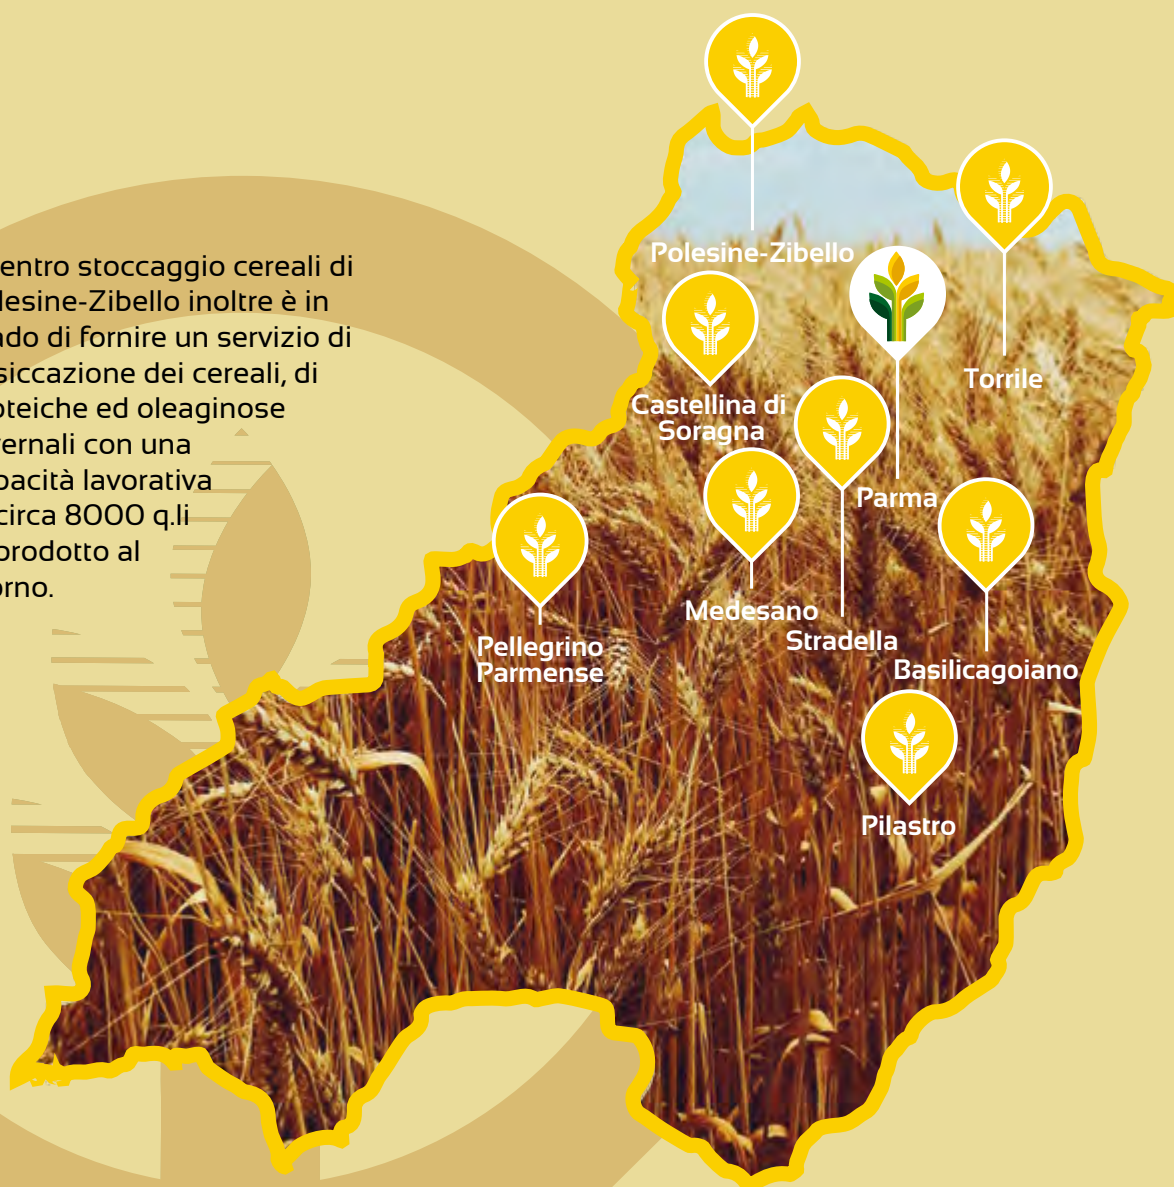 entro stoccaggio cereali di
lesine-Zibello inoltre è in
ado di fornire un servizio di
siccazione dei cereali, di
oteiche ed oleaginose
vernali con una
pacità lavorativa
circa 8000 q.li
prodotto al
orno.
Polesine-Zibello
Torrile
Castellina di
Soragna
Parma
Medesano
Stradella
Pellegrino
Parmense
Basilicagoiano
Pilastro